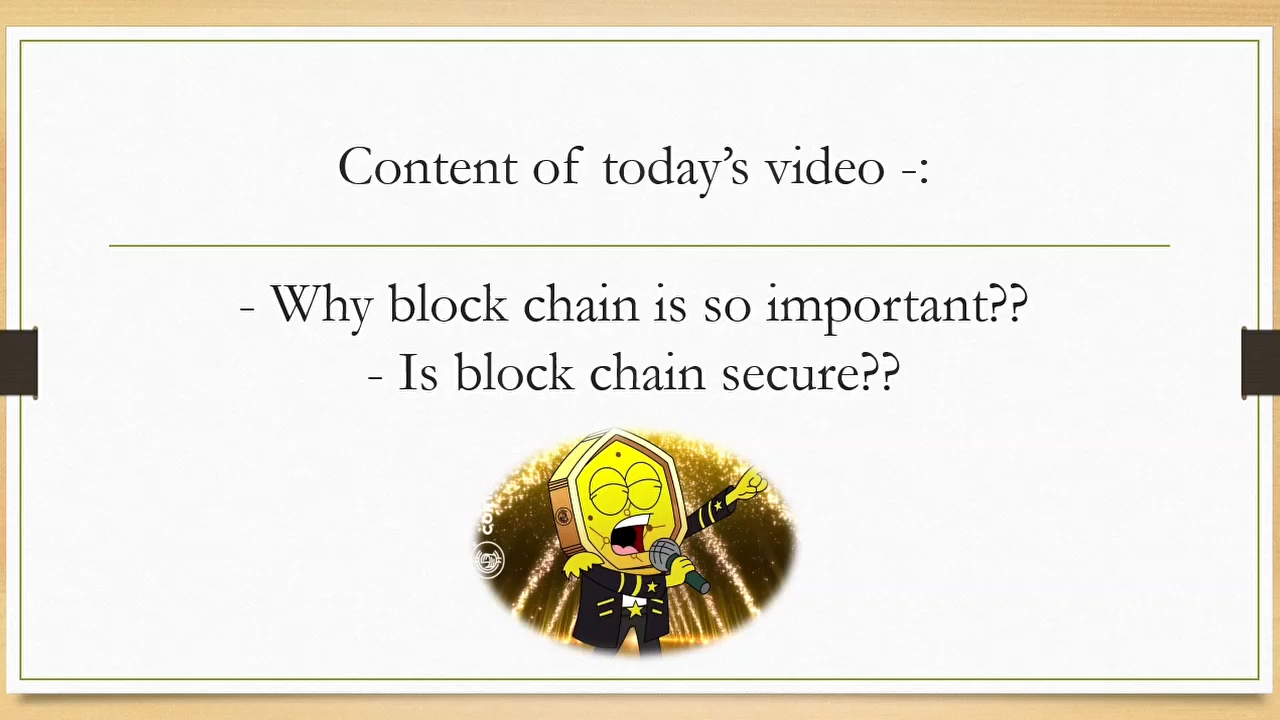 Content of today’s video -:
- Why block chain is so important??
- Is block chain secure??